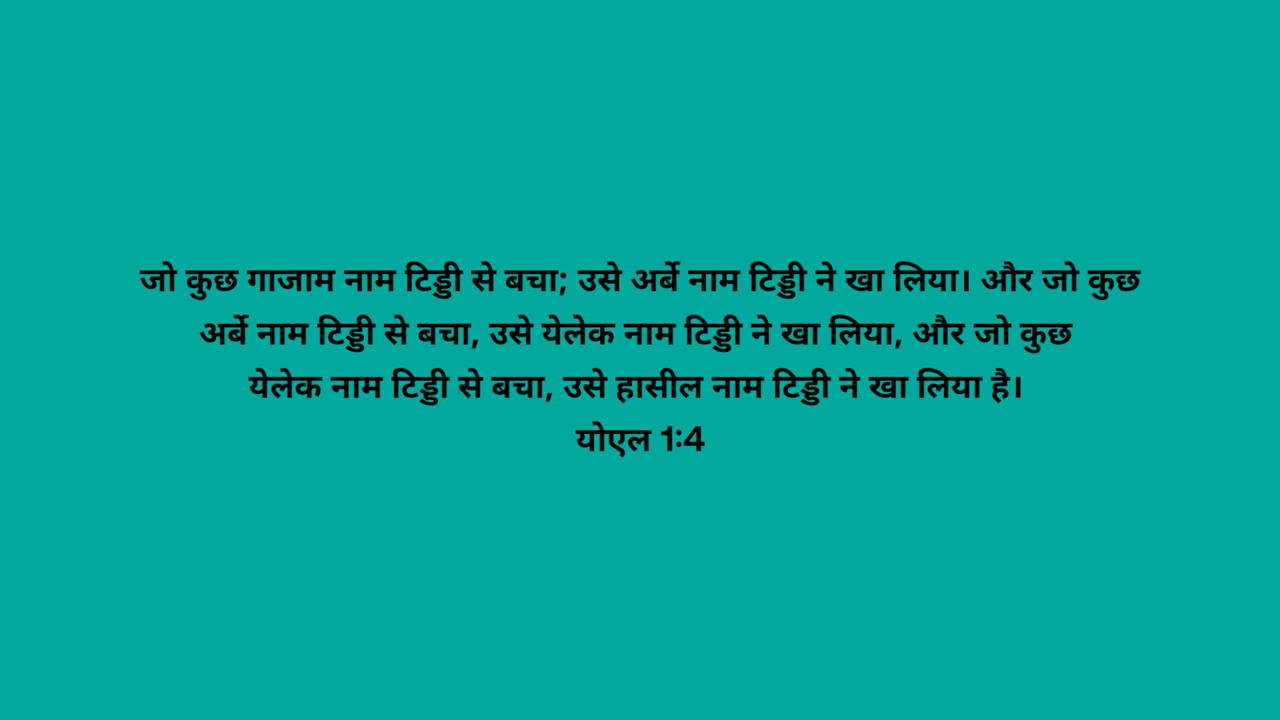 जो कुछ गाजाम नाम टिड्डी से बचा; उसे अर्बे नाम टिड्डी ने खा लिया। और जो कुछ
अर्बे नाम टिड्डी से बचा, उसे येलेक नाम टिड्डी ने खा लिया, और जो कुछ
येलेक नाम टिड्डी से बचा, उसे हासील नाम टिड्डी ने खा लिया है।
योएल 1:4